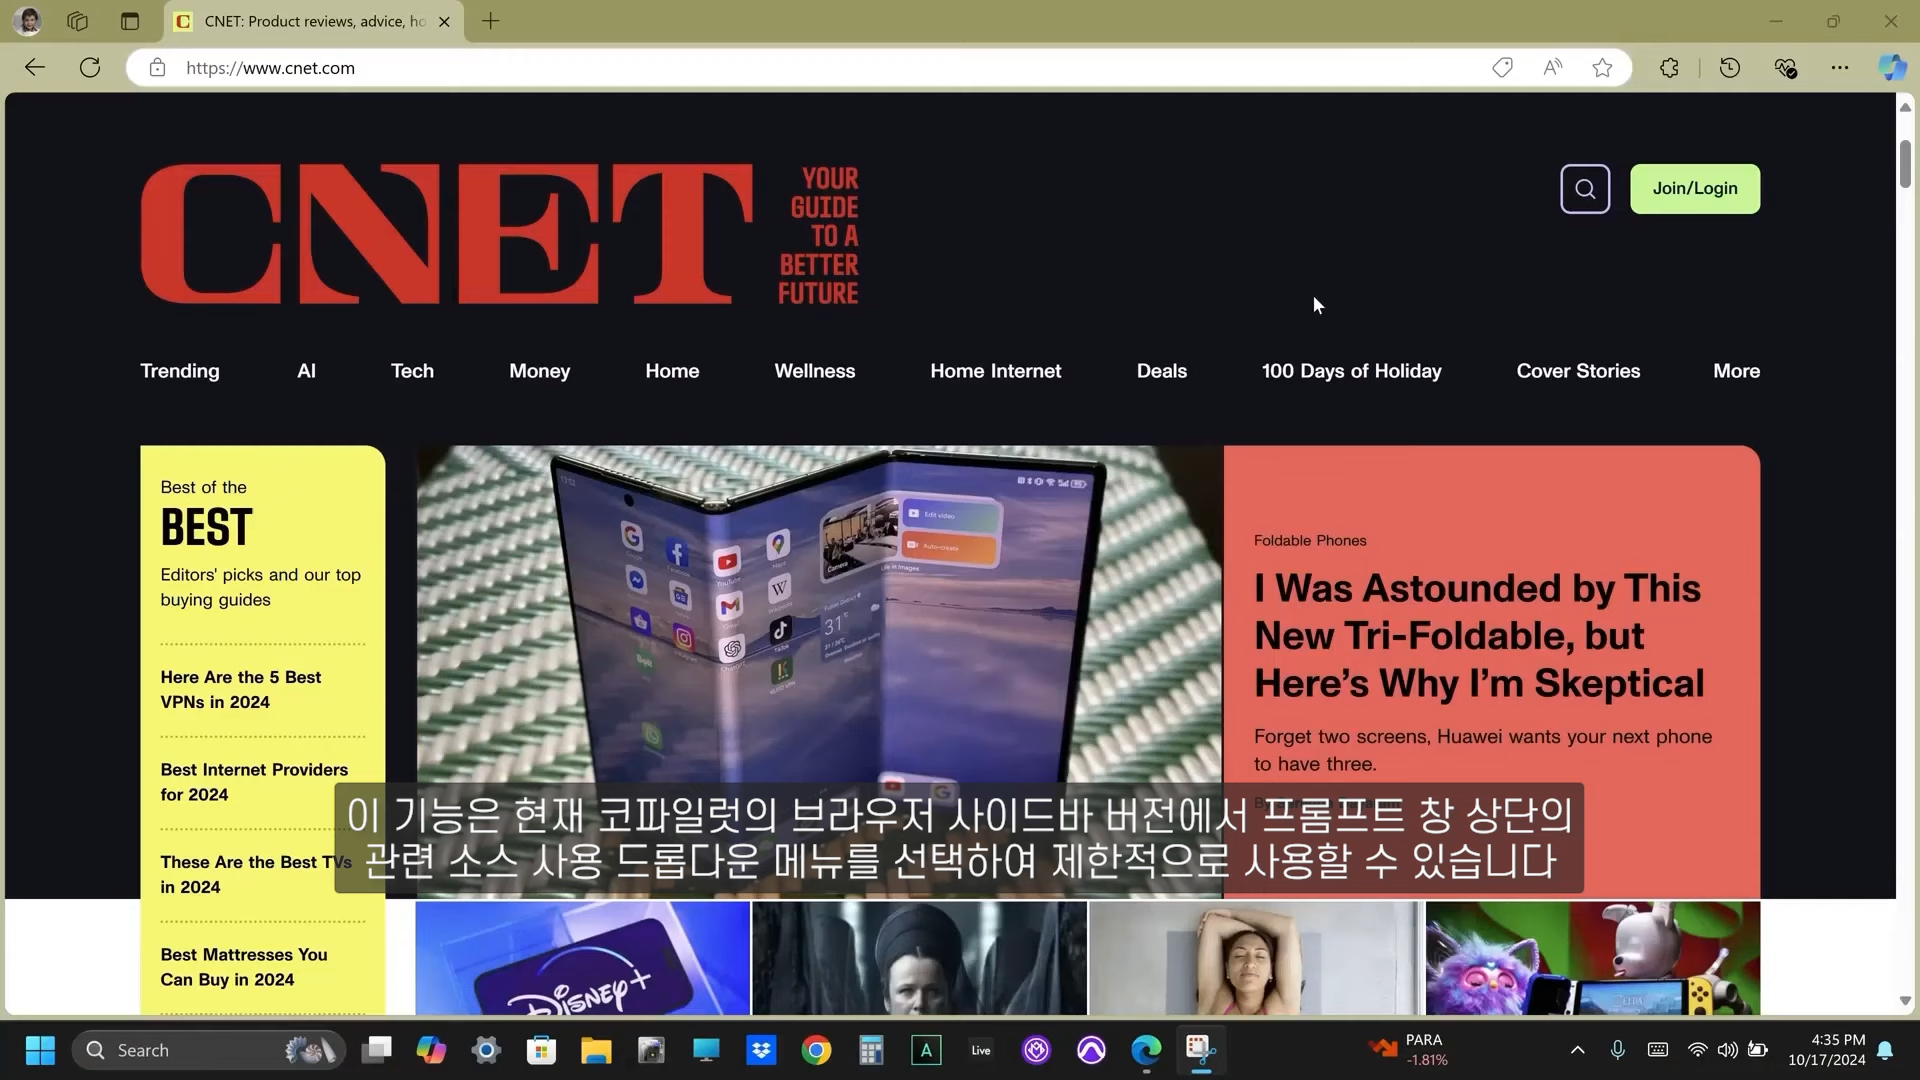 CNET: Product reviews, advice, ho
https://www.cnet.com
CNET
YOUR
GUIDE
TO A
BETTER
FUTURE
Join/Login
Trending
AI
Tech
Money
Home
Wellness
Home Internet
Deals
100 Days of Holiday
Cover Stories
More
Best of the
BEST
Editors' picks and our top
buying guides
Here Are the 5 Best
VPNs in 2024
Best Internet Providers
for 2024
These Are the Best TVs
in 2024
Best Mattresses You
Can Buy in 2024
Edit video
Auto-create
Camera
31°
Foldable Phones
I Was Astounded by This
New Tri-Foldable, but
Here's Why I'm Skeptical
Forget two screens, Huawei wants your next phone
to have three.
이 기능은 현재 코파일럿의 브라우저 사이드바 버전에서 프롬프트 창 상단의
관련 소스 사용 드롭다운 메뉴를 선택하여 제한적으로 사용할 수 있습니다
Disney+
Search
Live
PARA
-1.81%
4:35 PM
10/17/2024